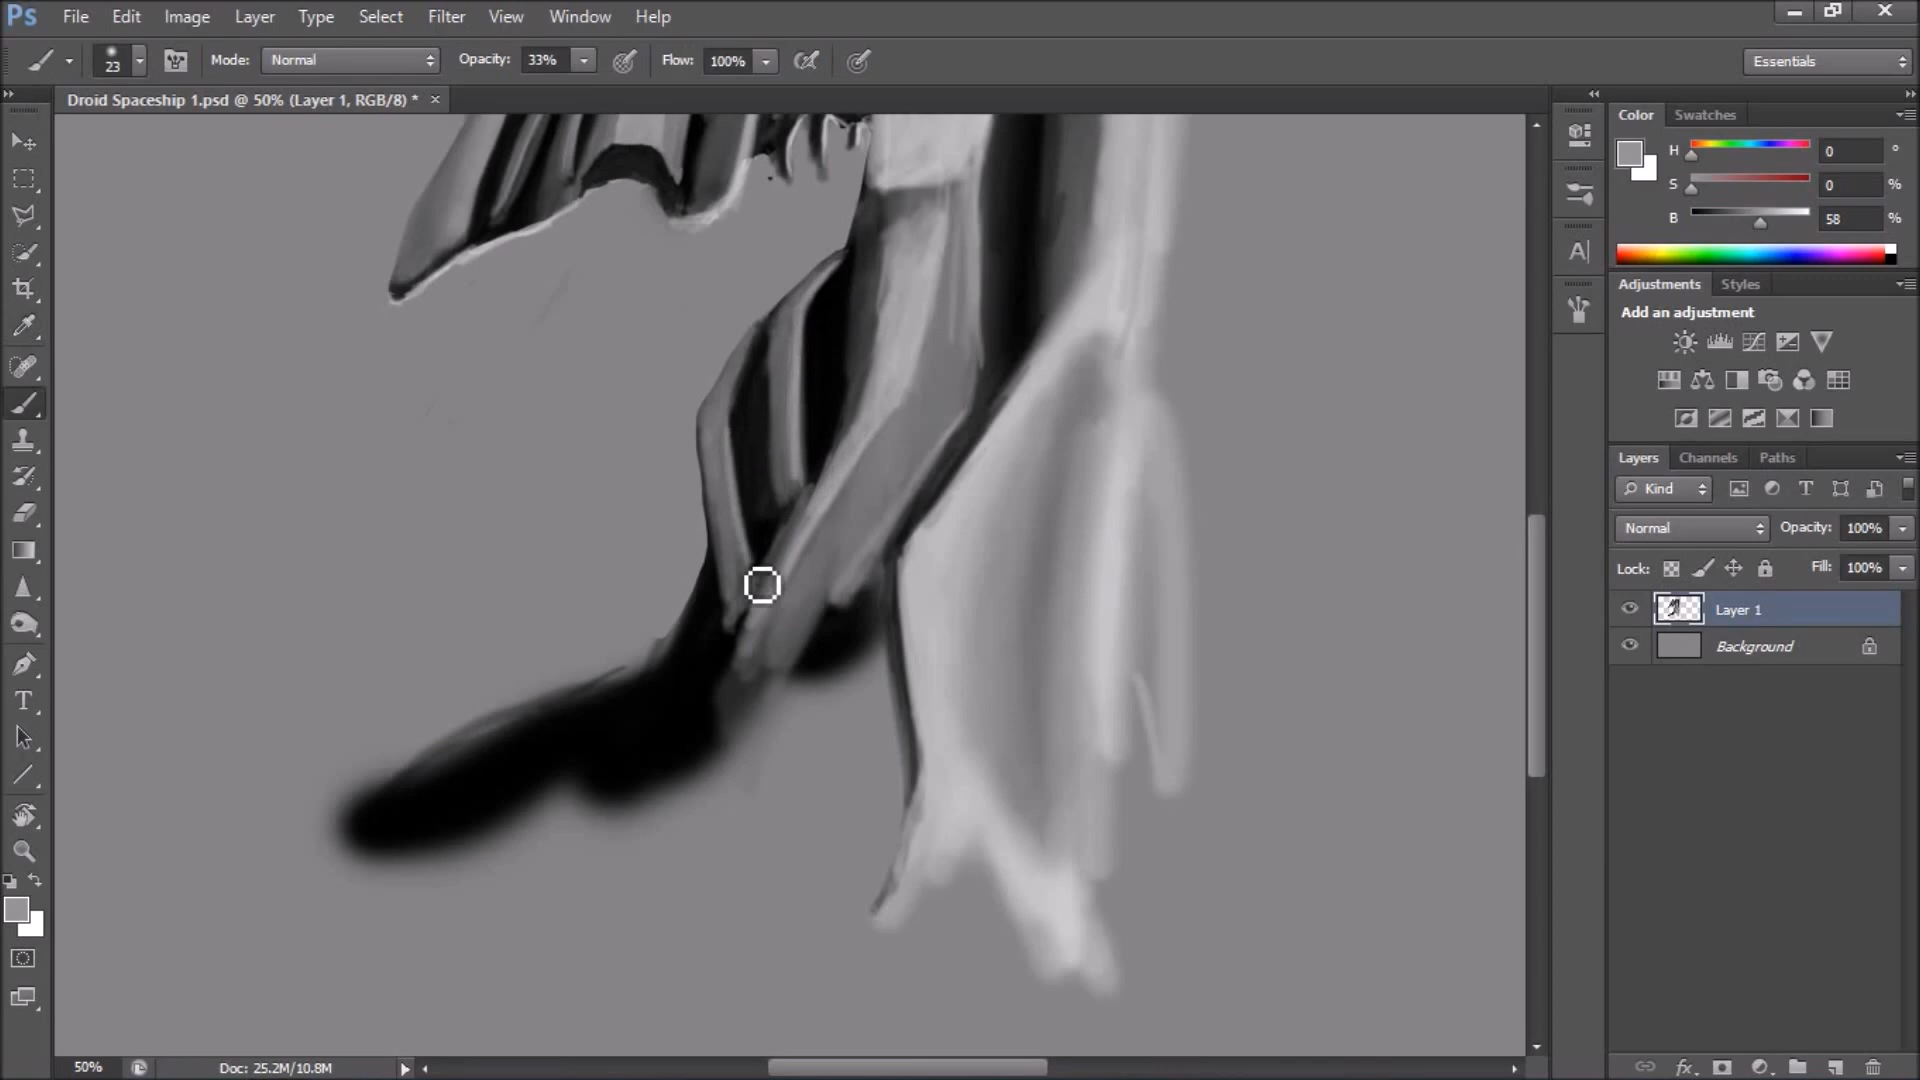 Ps File Edit Image Layer Type Select Filter View Window Help
23 Mode: Normal Opacity: 33% Flow: 100% Essentials
Droid Spaceship 1.psd @ 50% (Layer 1, RGB/8) *
Color Swatches
H 0 °
S 0 %
B 58 %
Adjustments Styles
Add an adjustment
Layers Channels Paths
Kind
Normal Opacity: 100%
Lock: Fill: 100%
Layer 1
Background
50% Doc: 25.2M/10.8M